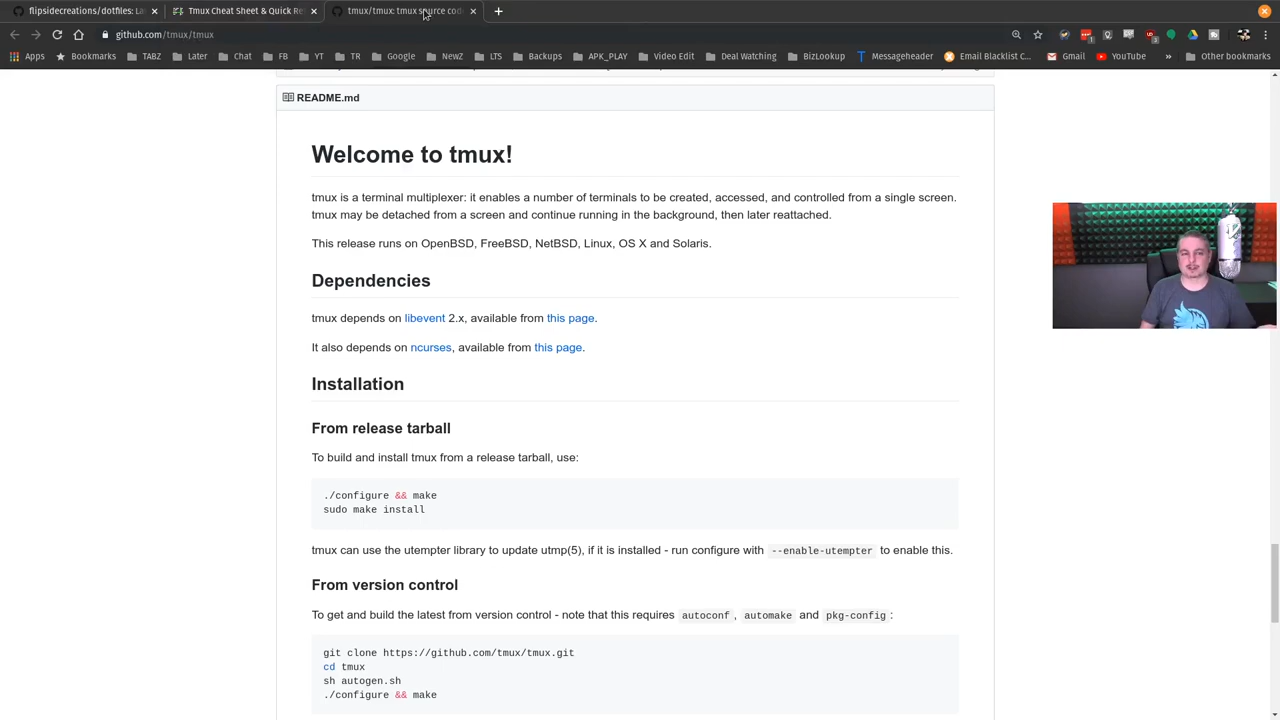 flipsidecreations/dotfiles: La
Tmux Cheat Sheet & Quick Re
tmux/tmux: tmux source cod
github.com/tmux/tmux
Apps
Bookmarks
TABZ
Later
Chat
FB
YT
TR
Google
NewZ
LTS
Backups
APK_PLAY
Video Edit
Deal Watching
BizLookup
Messageheader
Email Blacklist C...
Gmail
YouTube
»
Other bookmarks
README.md
Welcome to tmux!
tmux is a terminal multiplexer: it enables a number of terminals to be created, accessed, and controlled from a single screen.
tmux may be detached from a screen and continue running in the background, then later reattached.
This release runs on OpenBSD, FreeBSD, NetBSD, Linux, OS X and Solaris.
Dependencies
tmux depends on libevent 2.x, available from this page.
It also depends on ncurses, available from this page.
Installation
From release tarball
To build and install tmux from a release tarball, use:
./configure && make
sudo make install
tmux can use the utempter library to update utmp(5), if it is installed - run configure with --enable-utempter to enable this.
From version control
To get and build the latest from version control - note that this requires autoconf, automake and pkg-config:
git clone https://github.com/tmux/tmux.git
cd tmux
sh autogen.sh
./configure && make